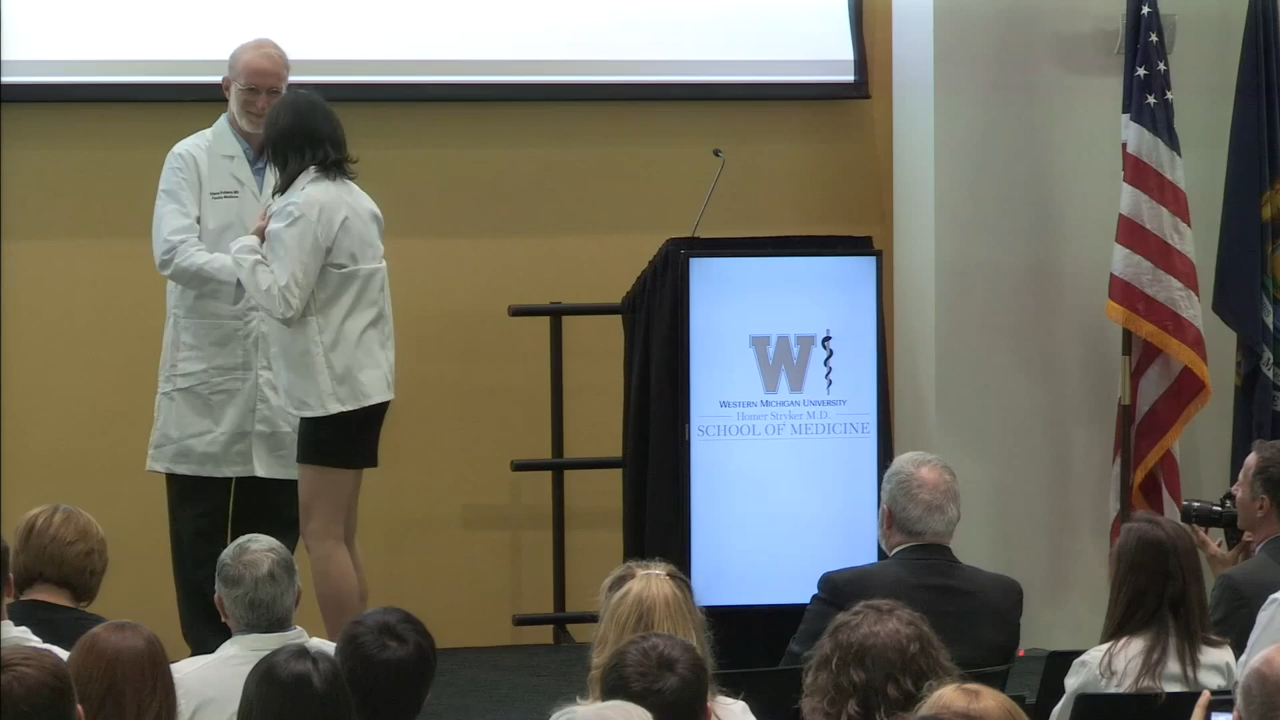 W
WESTERN MICHIGAN UNIVERSITY
Homer Stryker M.D.
SCHOOL OF MEDICINE